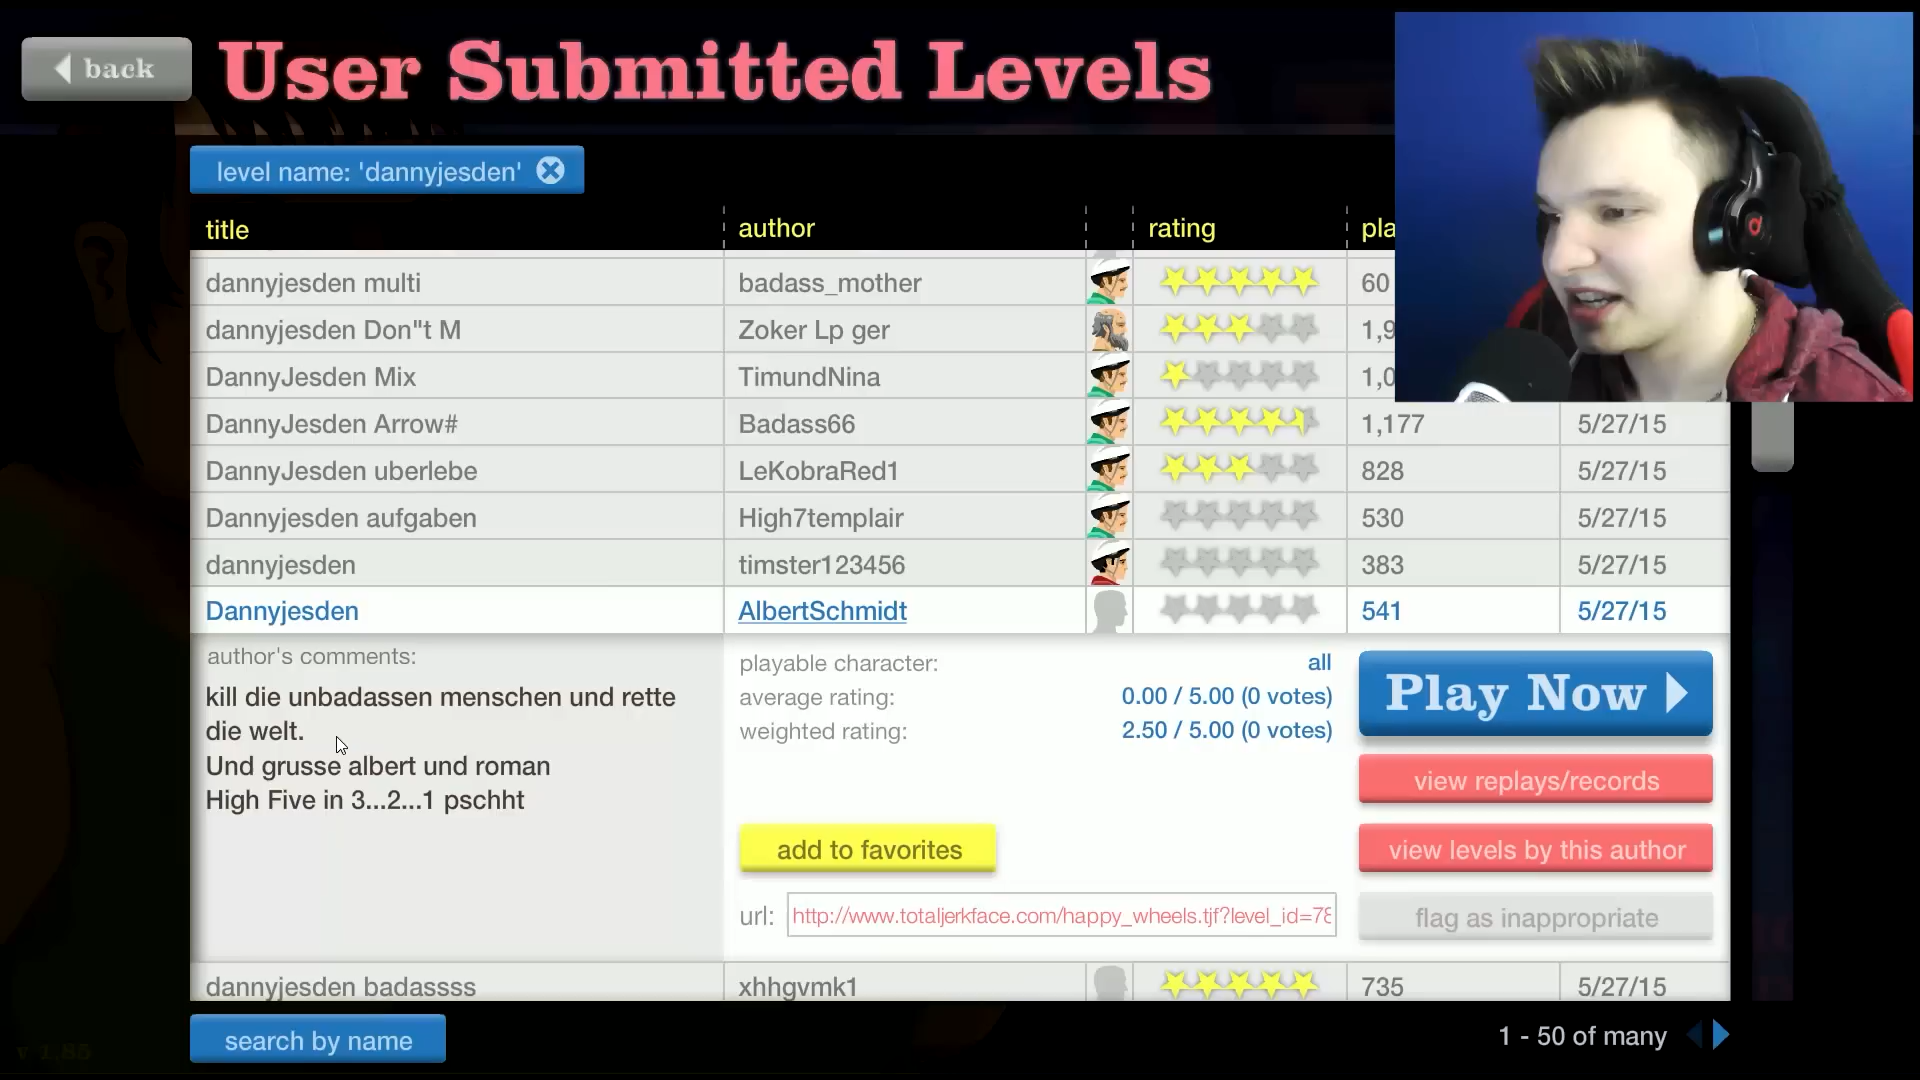 back
User Submitted Levels
level name: 'dannyjesden'
title author rating
dannyjesden multi badass_mother 60
dannyjesden Don"t M Zoker Lp ger
DannyJesden Mix TimundNina
DannyJesden Arrow# Badass66 1,177 5/27/15
DannyJesden uberlebe LeKobraRed1 828 5/27/15
Dannyjesden aufgaben High7templair 530 5/27/15
dannyjesden timster123456 383 5/27/15
Dannyjesden AlbertSchmidt 541 5/27/15
author's comments:
kill die unbadassen menschen und rette
die welt.
Und grusse albert und roman
High Five in 3...2...1 pschht
playable character: all
average rating: 0.00 / 5.00 (0 votes)
weighted rating: 2.50 / 5.00 (0 votes)
add to favorites
url: http://www.totaljerkface.com/happy_wheels.tjf?level_id=78
Play Now
view replays/records
view levels by this author
flag as inappropriate
dannyjesden badassss xhhgvmk1 735 5/27/15
search by name
1 - 50 of many
v 1.85